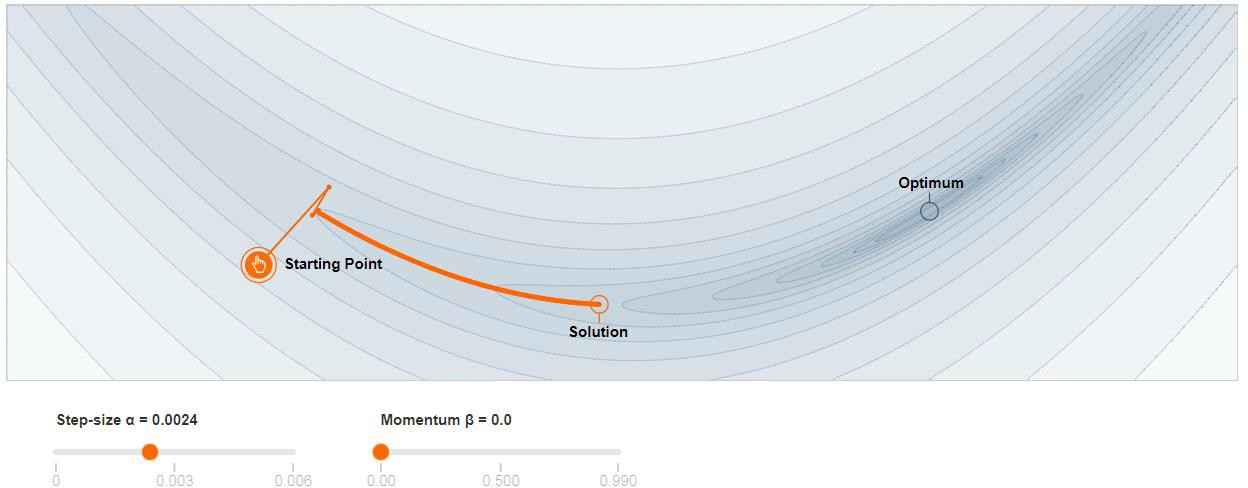 Optimum
Starting Point
Solution
Step-size α = 0.0024
Momentum β = 0.0
0 0.003 0.006 0.00 0.500 0.990